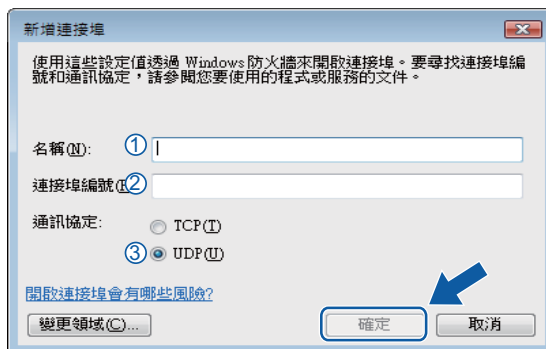 新增連接埠
使用這些設定值透過 Windows 防火牆來開啟連接埠。要尋找連接埠編
號和通訊協定，請參閱您要使用的程式或服務的文件。
名稱(N): ①
連接埠編號( ②
通訊協定: TCP(T)
③ UDP(U)
開啟連接埠會有哪些風險?
變更領域(C)... 確定 取消